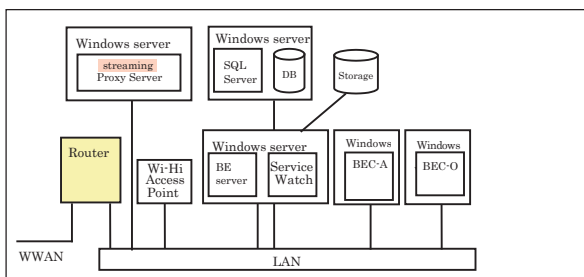 Windows server
streaming
Proxy Server
Windows server
SQL
Server
DB
Storage
Router
Wi-Hi
Access
Point
Windows server
BE
server
Service
Watch
Windows
BEC-A
Windows
BEC-O
WWAN
LAN